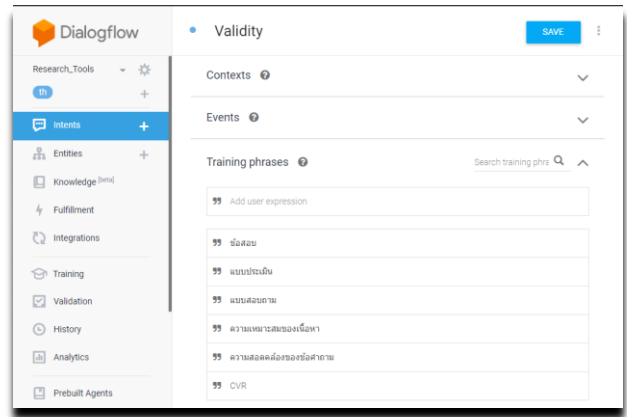 Dialogflow
Research_Tools
th
Intents
Entities
Knowledge [beta]
Fulfillment
Integrations
Training
Validation
History
Analytics
Prebuilt Agents
Validity
SAVE
Contexts
Events
Training phrases
Search training phra
Add user expression
ข้อสอบ
แบบประเมิน
แบบสอบถาม
ความเหมาะสมของเนื้อหา
ความสอดคล้องของข้อคำถาม
CVR